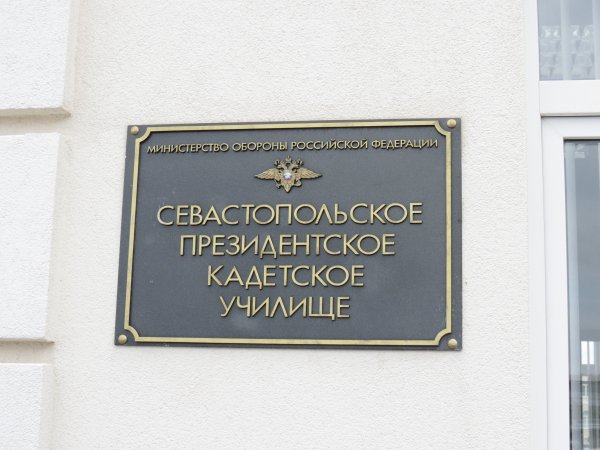 МИНИСТЕРСТВО ОБОРОНЫ РОССИЙСКОЙ ФЕДЕРАЦИИ
СЕВАСТОПОЛЬСКОЕ
ПРЕЗИДЕНТСКОЕ
КАДЕТСКОЕ
УЧИЛИЩЕ